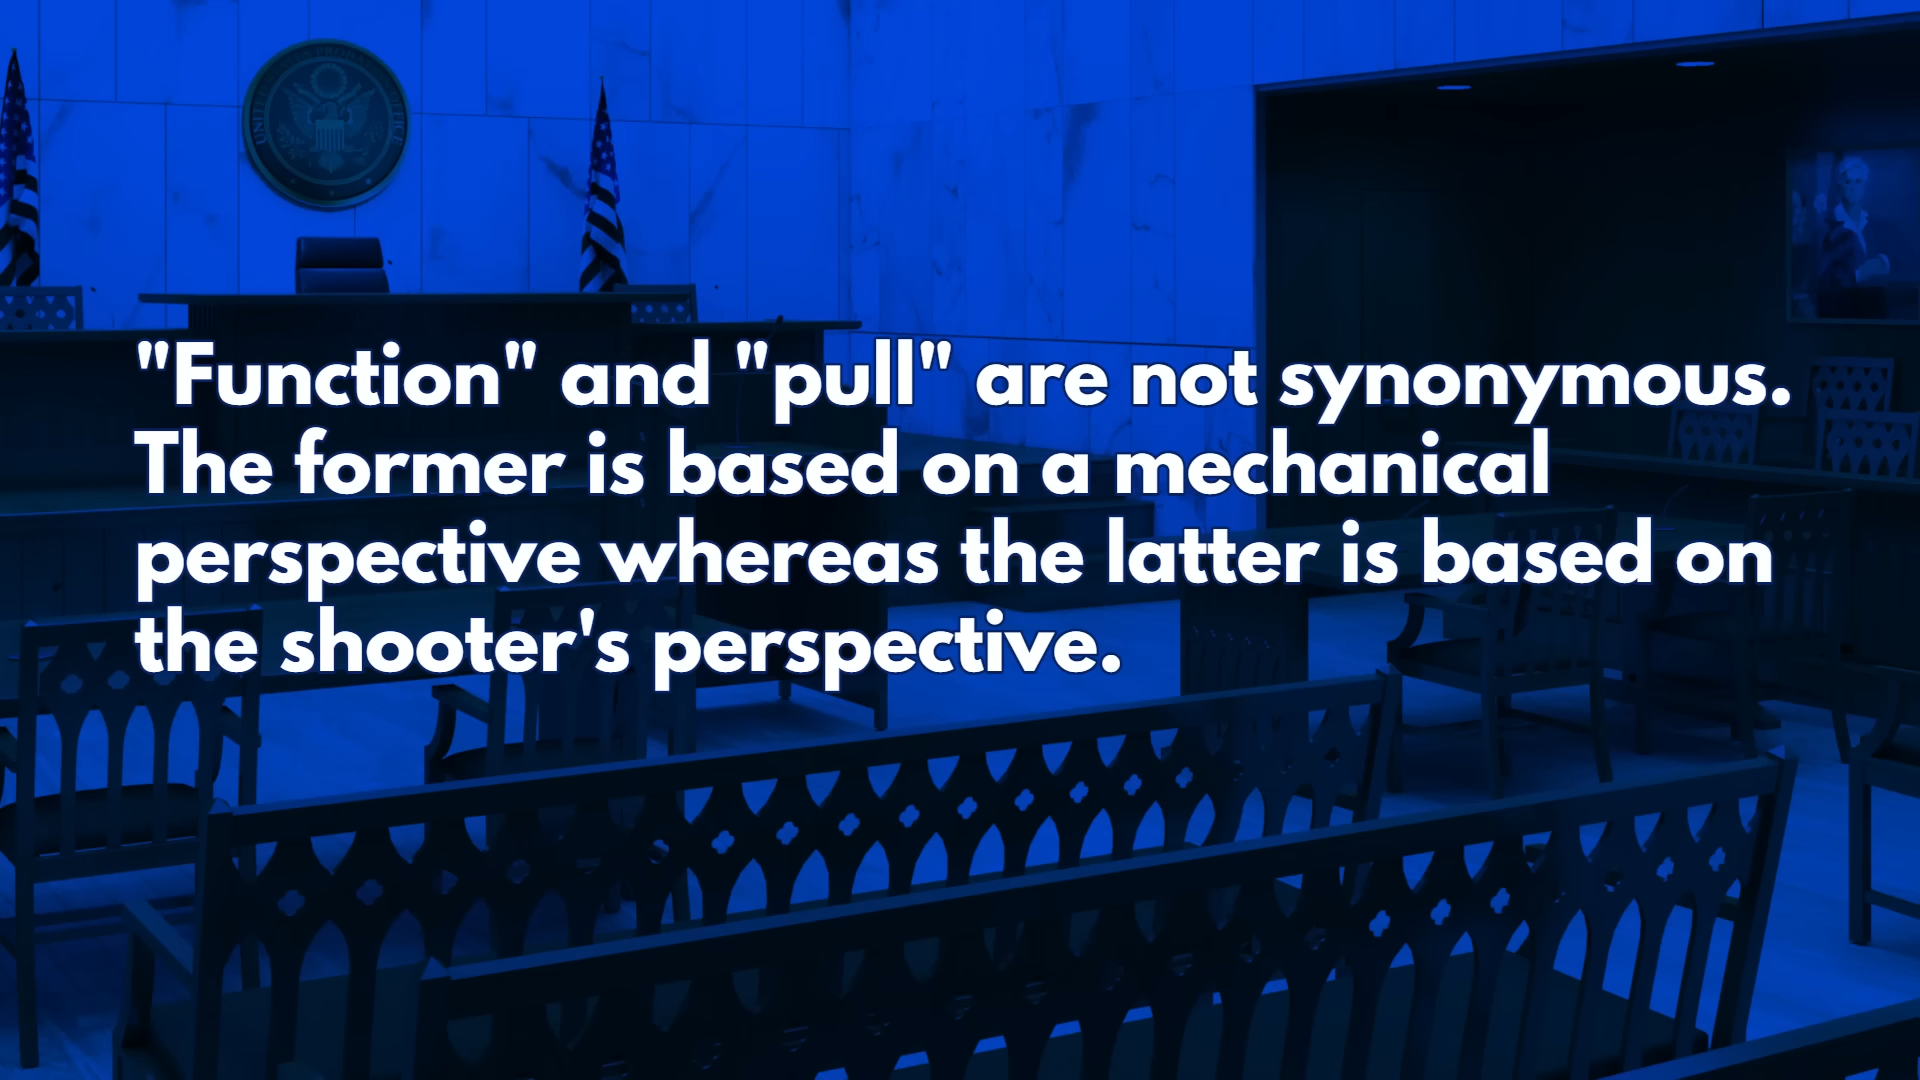 "Function" and "pull" are not synonymous.
The former is based on a mechanical
perspective whereas the latter is based on
the shooter's perspective.